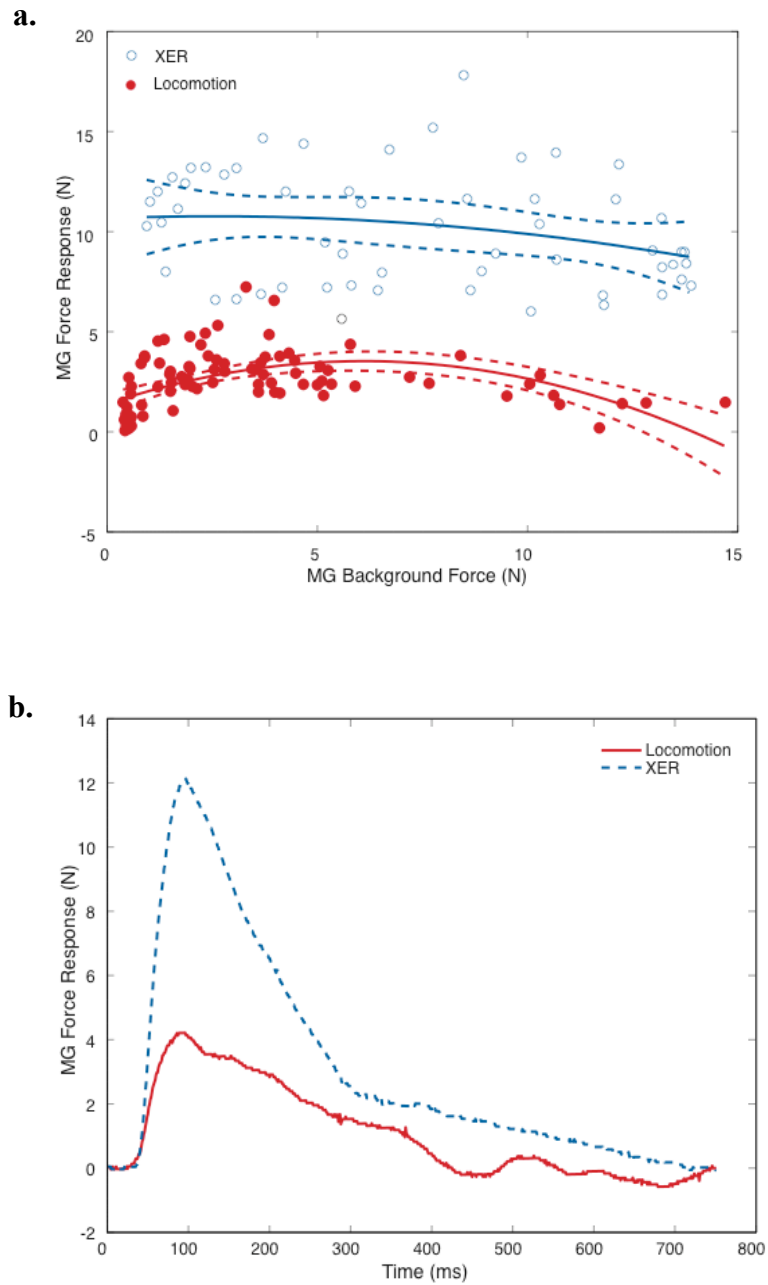 a.
20
XER
Locomotion
15
10
5
0
-5
MG Force Response (N)
0 5 10 15
MG Background Force (N)
b.
14
Locomotion
XER
12
10
8
6
4
2
0
-2
MG Force Response (N)
0 100 200 300 400 500 600 700 800
Time (ms)